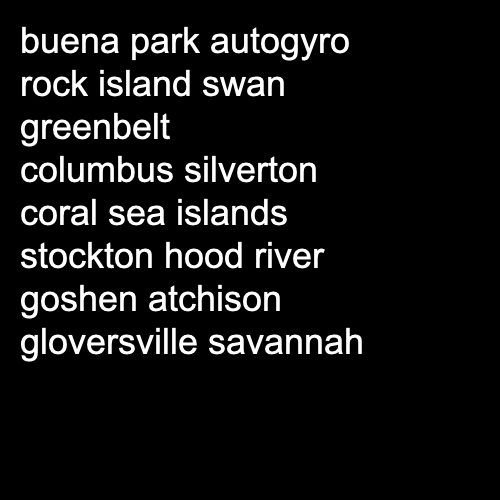 buena park autogyro
rock island swan
greenbelt
columbus silverton
coral sea islands
stockton hood river
goshen atchison
gloversville savannah